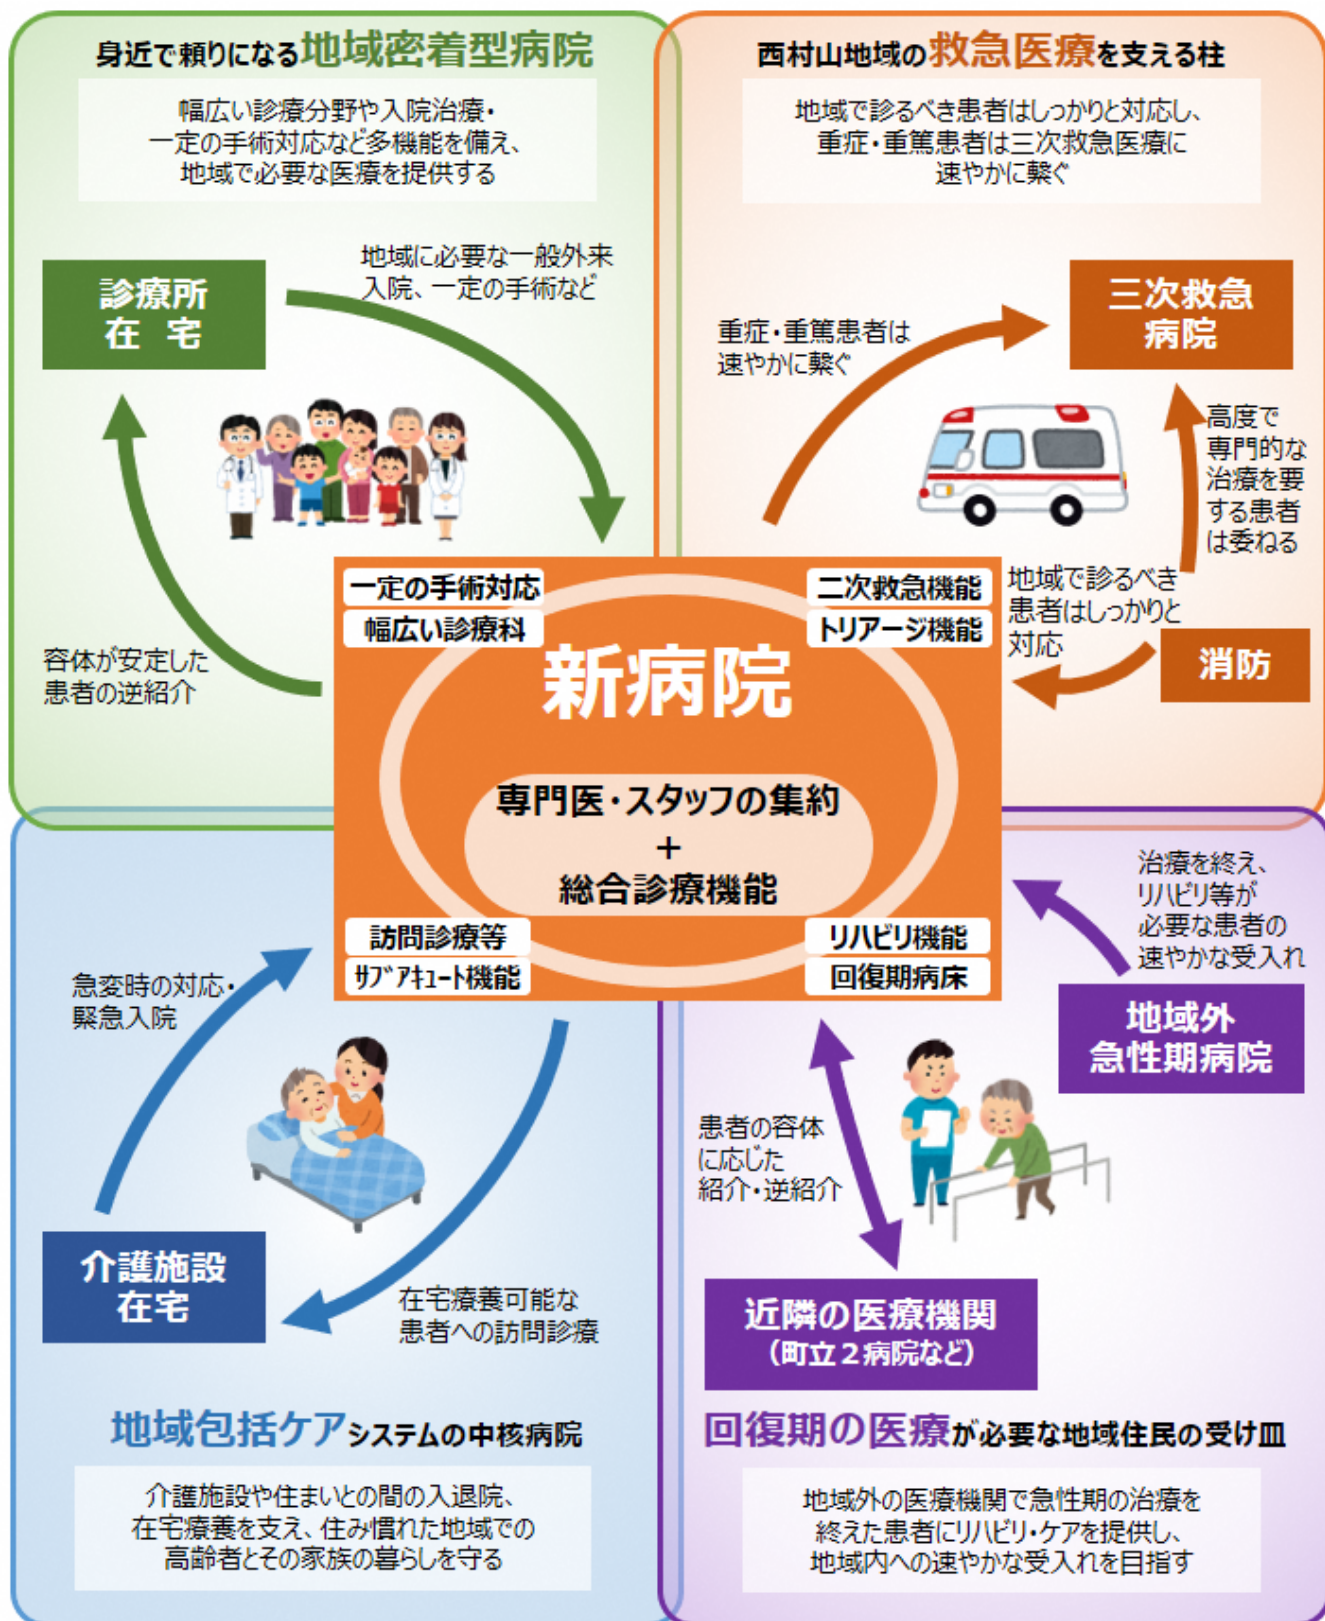 身近で頼りになる地域密着型病院
幅広い診療分野や入院治療・
一定の手術対応など多機能を備え、
地域で必要な医療を提供する
地域に必要な一般外来
入院、一定の手術など
診療所
在 宅
容体が安定した
患者の逆紹介
西村山地域の救急医療を支える柱
地域で診るべき患者はしっかりと対応し、
重症・重篤患者は三次救急医療に
速やかに繋ぐ
三次救急
病院
重症・重篤患者は
速やかに繋ぐ
高度で
専門的な
治療を要
する患者
は委ねる
地域で診るべき
患者はしっかりと
対応
消防
一定の手術対応
幅広い診療科
二次救急機能
トリアージ機能
新病院
専門医・スタッフの集約
+
総合診療機能
訪問診療等
サブアキュート機能
リハビリ機能
回復期病床
急変時の対応・
緊急入院
介護施設
在宅
在宅療養可能な
患者への訪問診療
地域包括ケアシステムの中核病院
介護施設や住まいとの間の入退院、
在宅療養を支え、住み慣れた地域での
高齢者とその家族の暮らしを守る
治療を終え、
リハビリ等が
必要な患者の
速やかな受入れ
地域外
急性期病院
患者の容体
に応じた
紹介・逆紹介
近隣の医療機関
（町立２病院など）
回復期の医療が必要な地域住民の受け皿
地域外の医療機関で急性期の治療を
終えた患者にリハビリ・ケアを提供し、
地域内への速やかな受入れを目指す